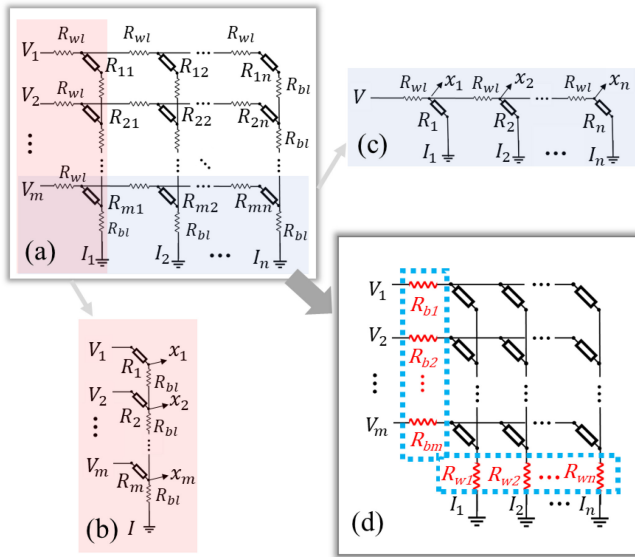 R_wl R_wl R_wl
V_1 R_11 R_12 R_1n
R_wl R_bl
V_2 R_21 R_22 R_2n
R_bl
R_wl
V_m R_m1 R_m2 R_mn
R_bl R_bl
(a) I_1 I_2 ... I_n
x_1 x_2 x_n
R_wl R_wl R_wl
V
R_1 R_2 R_n
(c) I_1 I_2 ... I_n
V_1 x_1
R_1 R_bl
V_2 x_2
R_2 R_bl
V_m x_m
R_m R_bl
(b) I
V_1
R_b1
V_2
R_b2
V_m
R_bm
R_w1 R_w2 ... R_wn
I_1 I_2 ... I_n
(d)